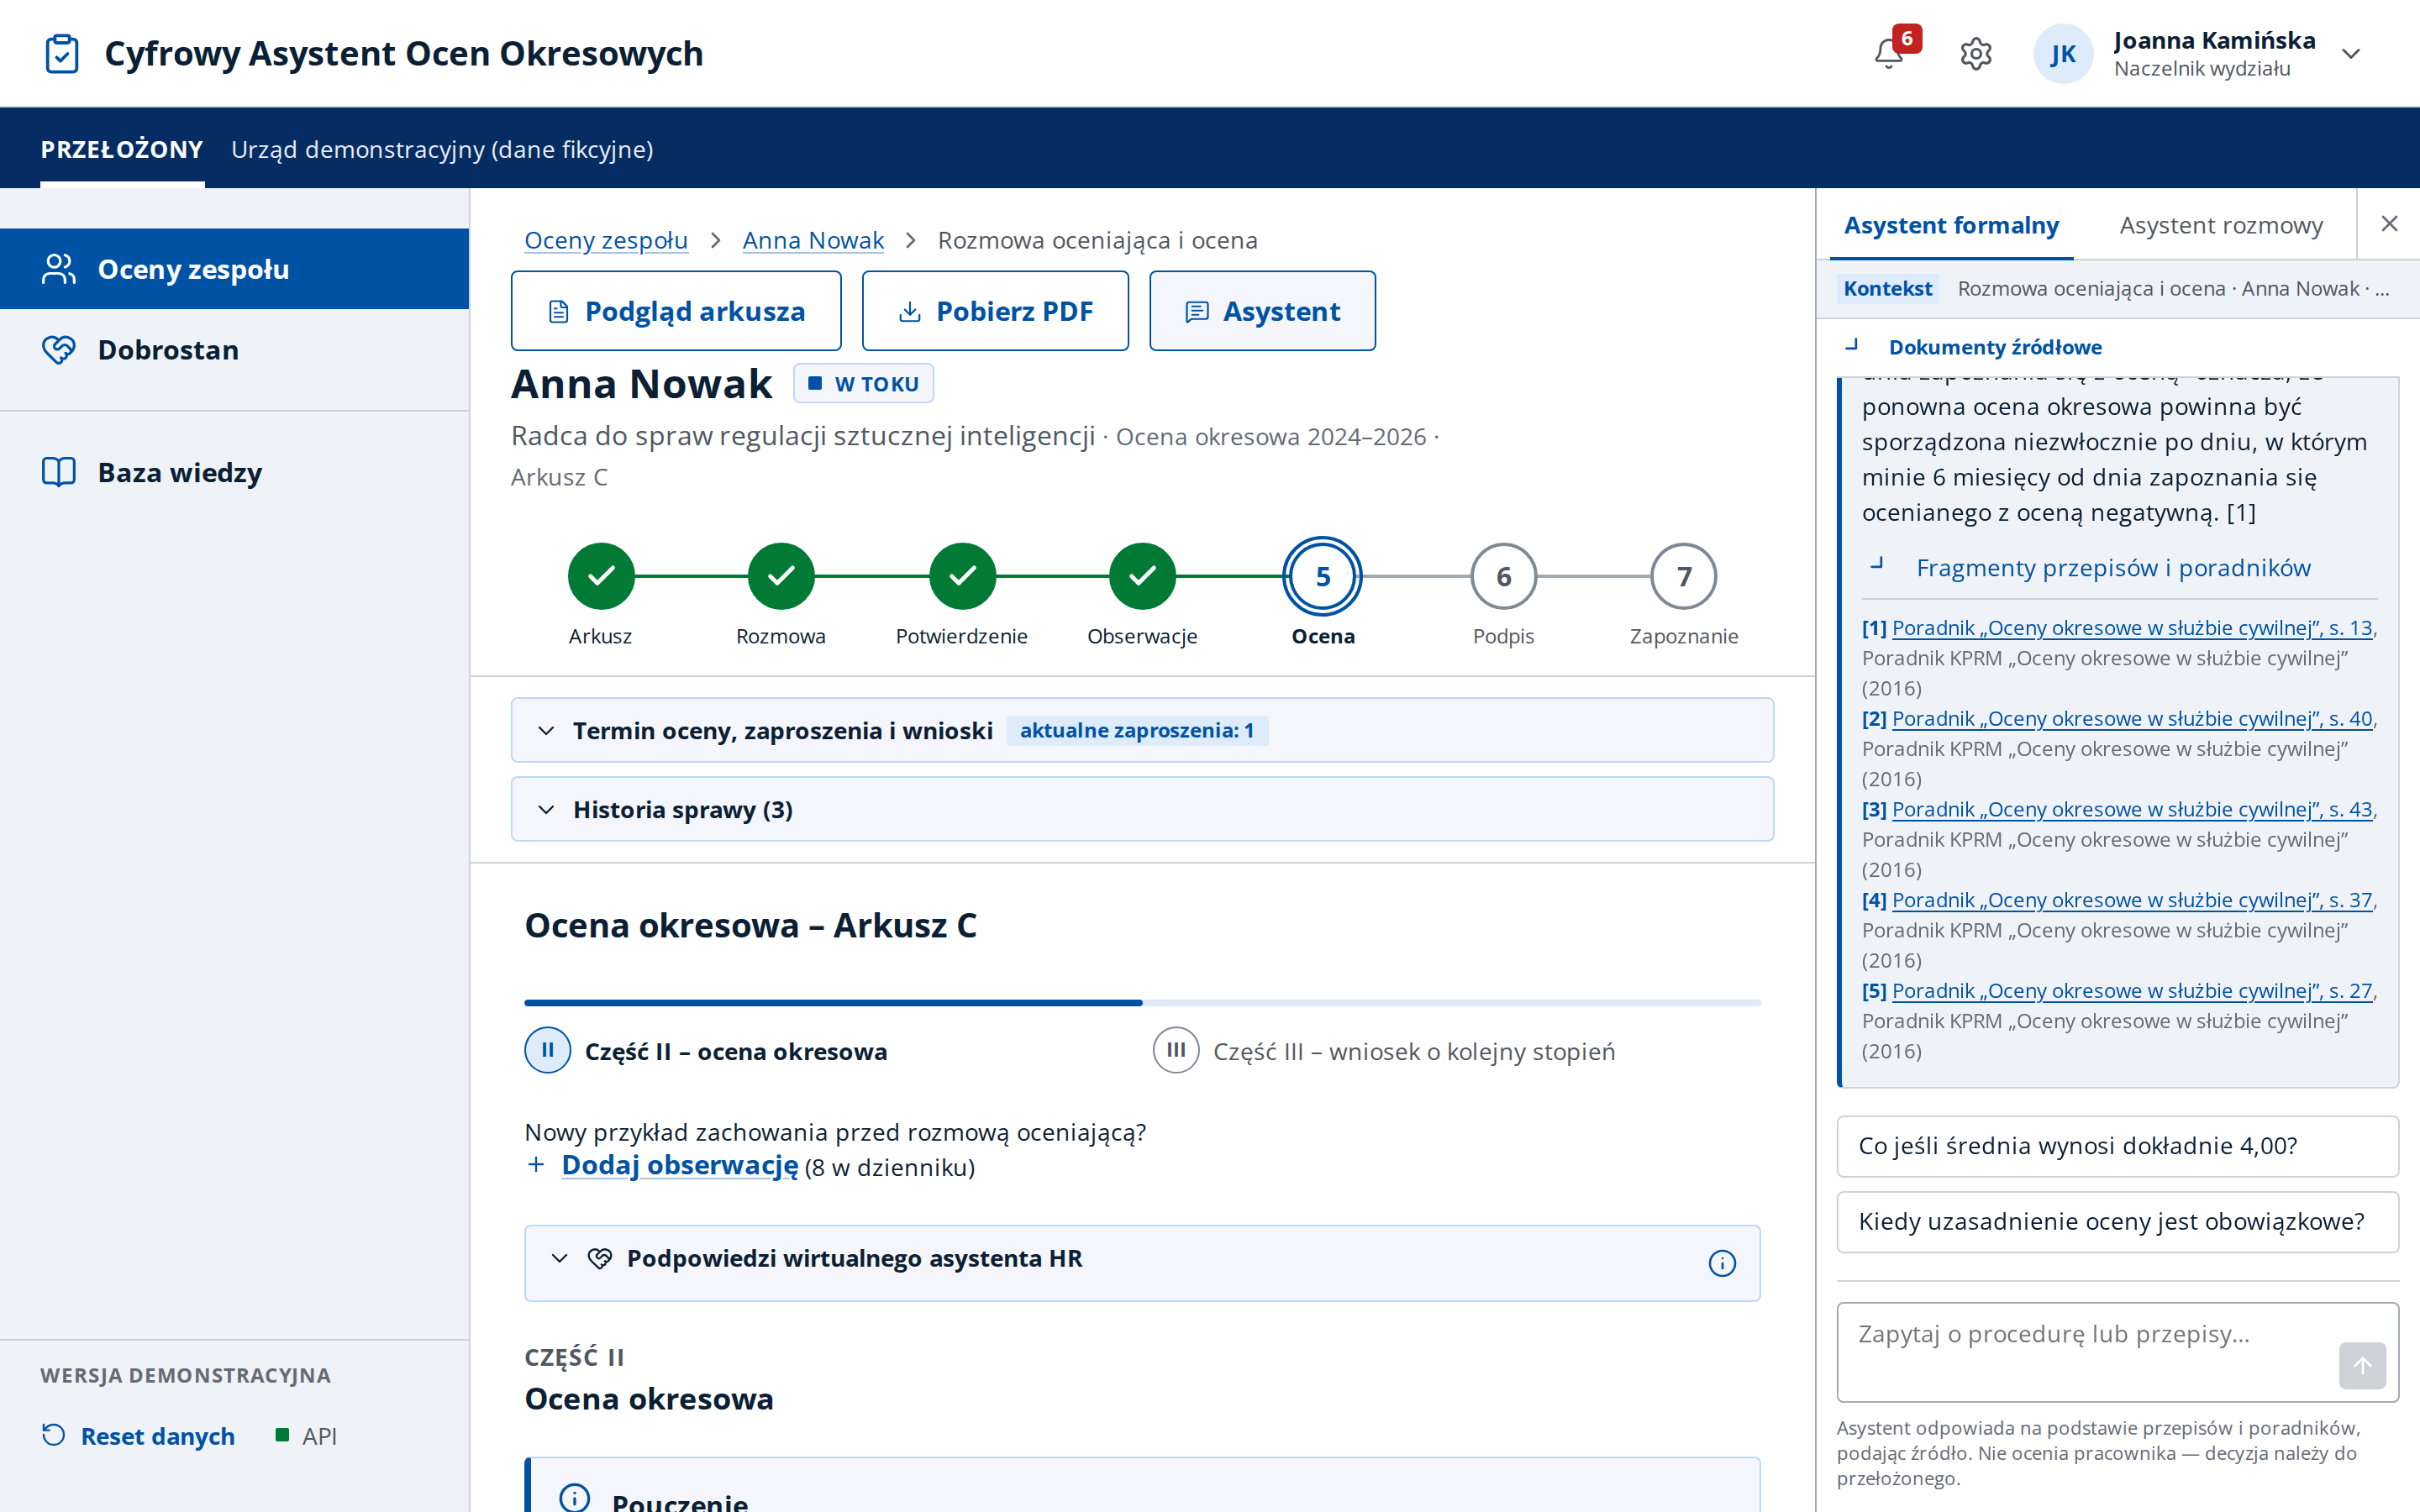 Cyfrowy Asystent Ocen Okresowych
6
JK
Joanna Kamińska
Naczelnik wydziału
PRZEŁOŻONY
Urząd demonstracyjny (dane fikcyjne)
Oceny zespołu
Dobrostan
Baza wiedzy
WERSJA DEMONSTRACYJNA
Reset danych
API
Oceny zespołu > Anna Nowak > Rozmowa oceniająca i ocena
Podgląd arkusza
Pobierz PDF
Asystent
Anna Nowak
W TOKU
Radca do spraw regulacji sztucznej inteligencji · Ocena okresowa 2024–2026 ·
Arkusz C
5
6
7
Arkusz
Rozmowa
Potwierdzenie
Obserwacje
Ocena
Podpis
Zapoznanie
Termin oceny, zaproszenia i wnioski
aktualne zaproszenia: 1
Historia sprawy (3)
Ocena okresowa – Arkusz C
II
Część II – ocena okresowa
III
Część III – wniosek o kolejny stopień
Nowy przykład zachowania przed rozmową oceniającą?
+ Dodaj obserwację (8 w dzienniku)
Podpowiedzi wirtualnego asystenta HR
CZĘŚĆ II
Ocena okresowa
Pouczenie
Asystent formalny
Asystent rozmowy
Kontekst
Rozmowa oceniająca i ocena · Anna Nowak · ...
Dokumenty źródłowe
dnia zapoznania się z oceną" oznacza, że
ponowna ocena okresowa powinna być
sporządzona niezwłocznie po dniu, w którym
minie 6 miesięcy od dnia zapoznania się
ocenianego z oceną negatywną. [1]
Fragmenty przepisów i poradników
[1] Poradnik „Oceny okresowe w służbie cywilnej”, s. 13,
Poradnik KPRM „Oceny okresowe w służbie cywilnej”
(2016)
[2] Poradnik „Oceny okresowe w służbie cywilnej”, s. 40,
Poradnik KPRM „Oceny okresowe w służbie cywilnej”
(2016)
[3] Poradnik „Oceny okresowe w służbie cywilnej”, s. 43,
Poradnik KPRM „Oceny okresowe w służbie cywilnej”
(2016)
[4] Poradnik „Oceny okresowe w służbie cywilnej”, s. 37,
Poradnik KPRM „Oceny okresowe w służbie cywilnej”
(2016)
[5] Poradnik „Oceny okresowe w służbie cywilnej”, s. 27,
Poradnik KPRM „Oceny okresowe w służbie cywilnej”
(2016)
Co jeśli średnia wynosi dokładnie 4,00?
Kiedy uzasadnienie oceny jest obowiązkowe?
Zapytaj o procedurę lub przepisy...
Asystent odpowiada na podstawie przepisów i poradników,
podając źródło. Nie ocenia pracownika — decyzja należy do
przełożonego.